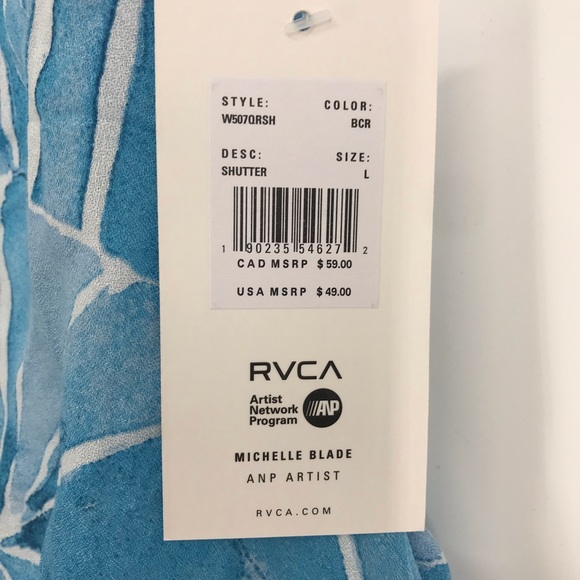 STYLE: COLOR:
W507QRSH BCR
DESC: SIZE:
SHUTTER L
1 90235 54627 2
CAD MSRP $ 59.00
USA MSRP $ 49.00
RVCA
Artist
Network
Program
ANP
MICHELLE BLADE
ANP ARTIST
RVCA.COM